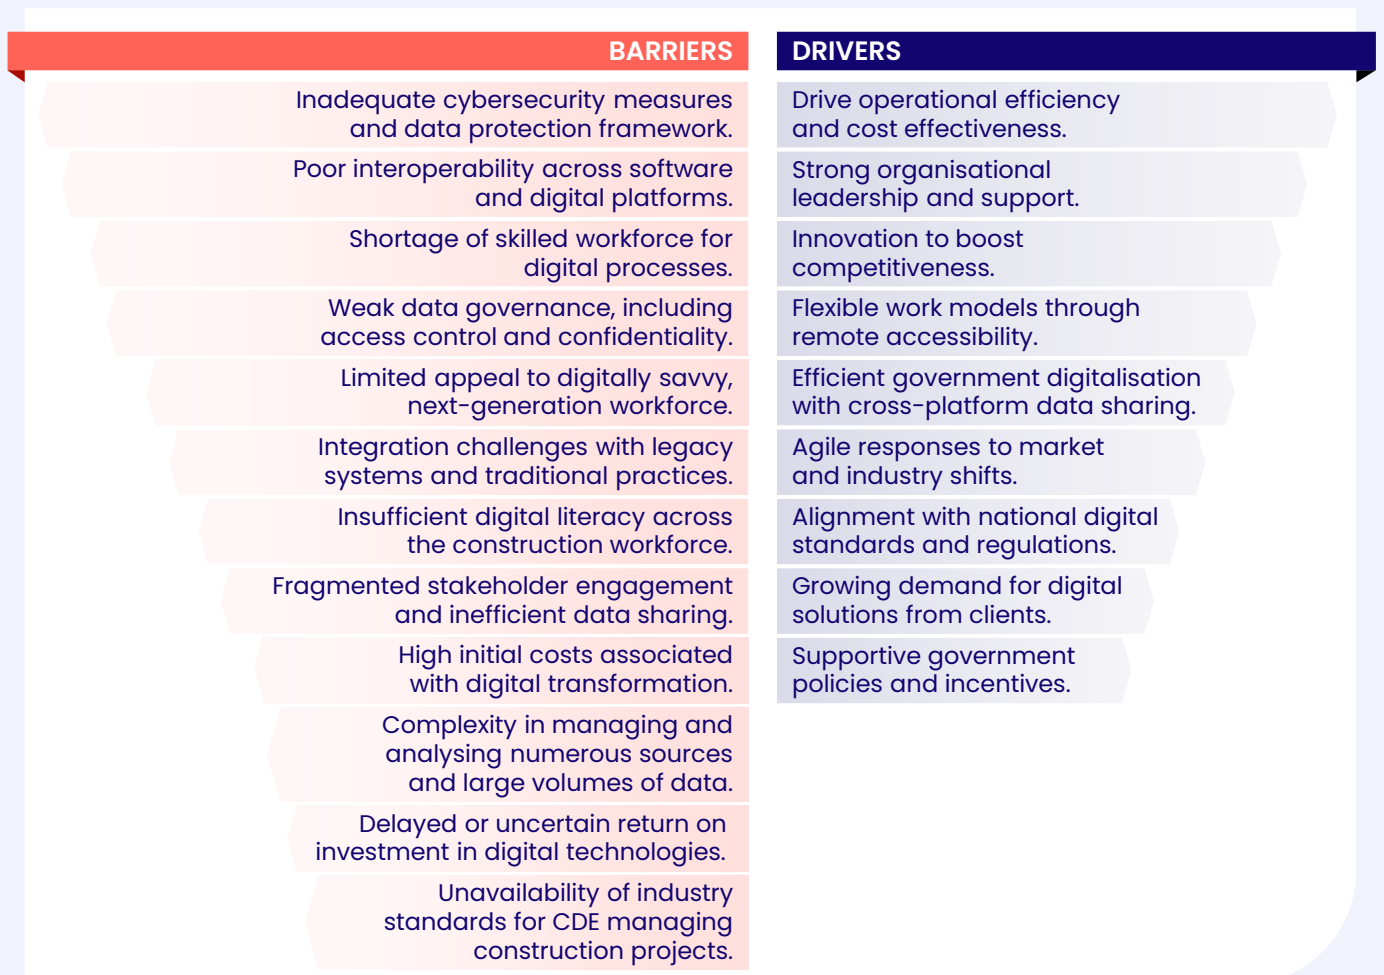 BARRIERS
Inadequate cybersecurity measures
and data protection framework.
Poor interoperability across software
and digital platforms.
Shortage of skilled workforce for
digital processes.
Weak data governance, including
access control and confidentiality.
Limited appeal to digitally savvy,
next-generation workforce.
Integration challenges with legacy
systems and traditional practices.
Insufficient digital literacy across
the construction workforce.
Fragmented stakeholder engagement
and inefficient data sharing.
High initial costs associated
with digital transformation.
Complexity in managing and
analysing numerous sources
and large volumes of data.
Delayed or uncertain return on
investment in digital technologies.
Unavailability of industry
standards for CDE managing
construction projects.
DRIVERS
Drive operational efficiency
and cost effectiveness.
Strong organisational
leadership and support.
Innovation to boost
competitiveness.
Flexible work models through
remote accessibility.
Efficient government digitalisation
with cross-platform data sharing.
Agile responses to market
and industry shifts.
Alignment with national digital
standards and regulations.
Growing demand for digital
solutions from clients.
Supportive government
policies and incentives.